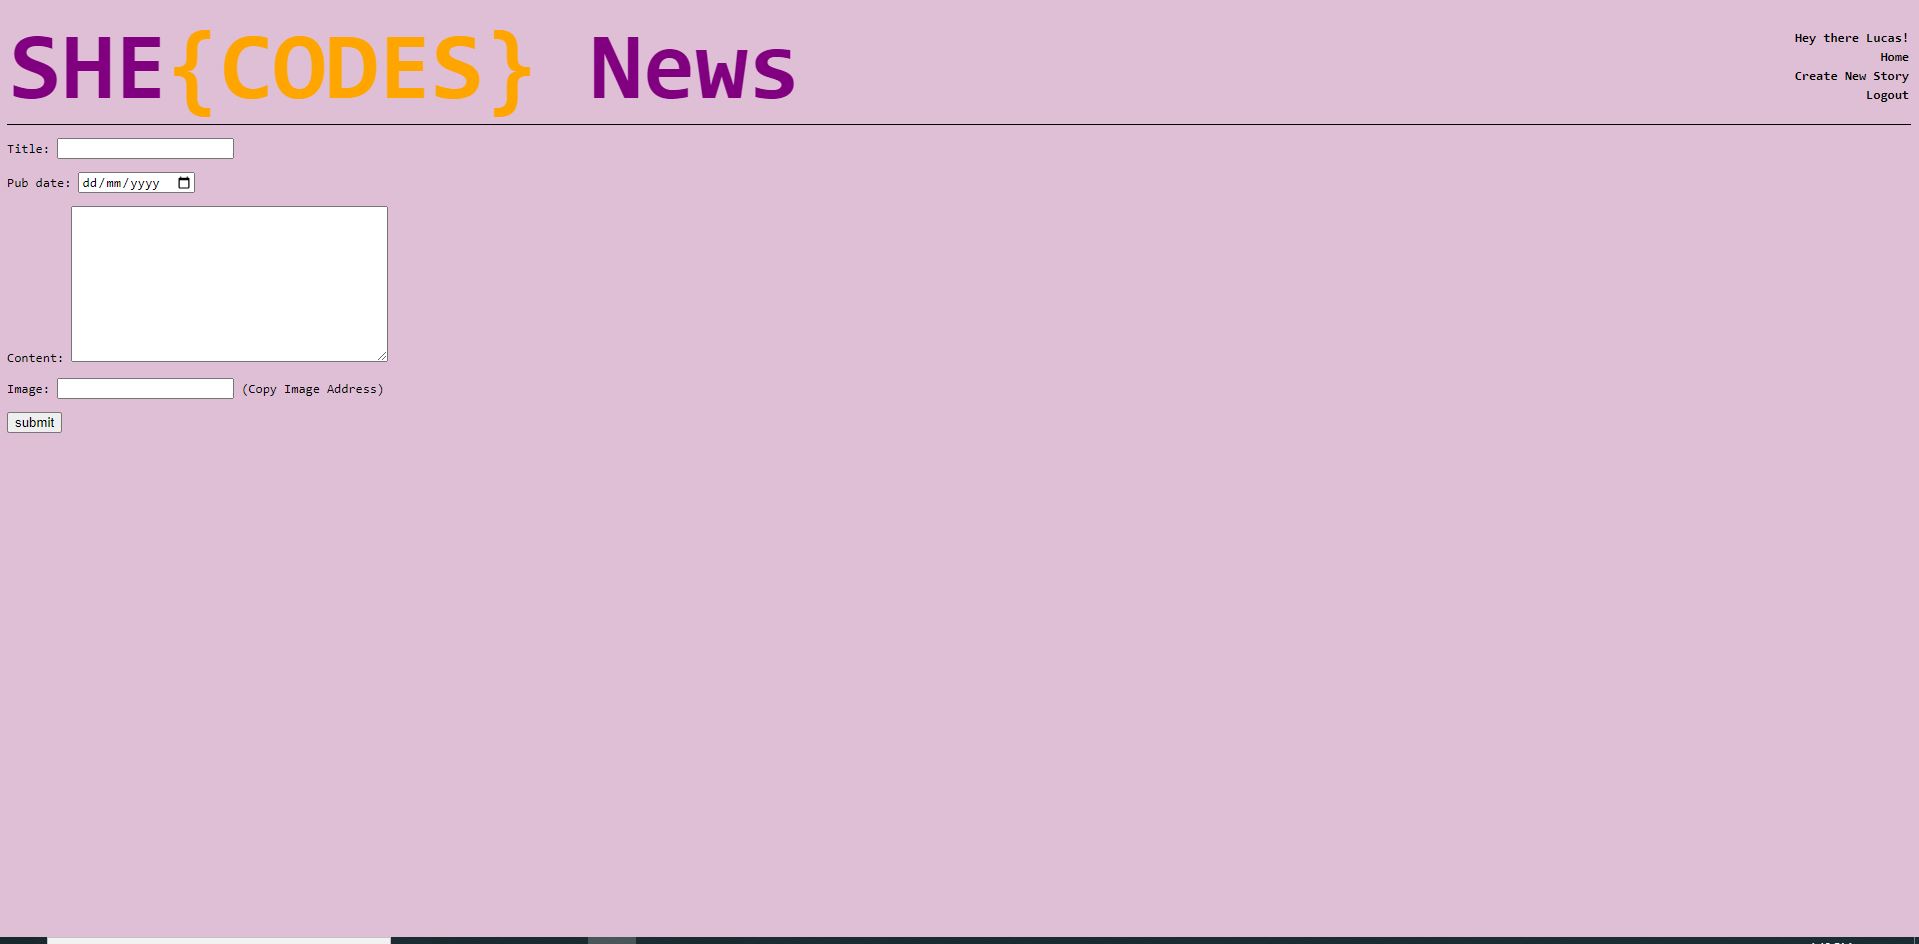 SHE{CODES} News
Hey there Lucas!
Home
Create New Story
Logout
Title:
Pub date: dd/mm/yyyy
Content:
Image: (Copy Image Address)
submit